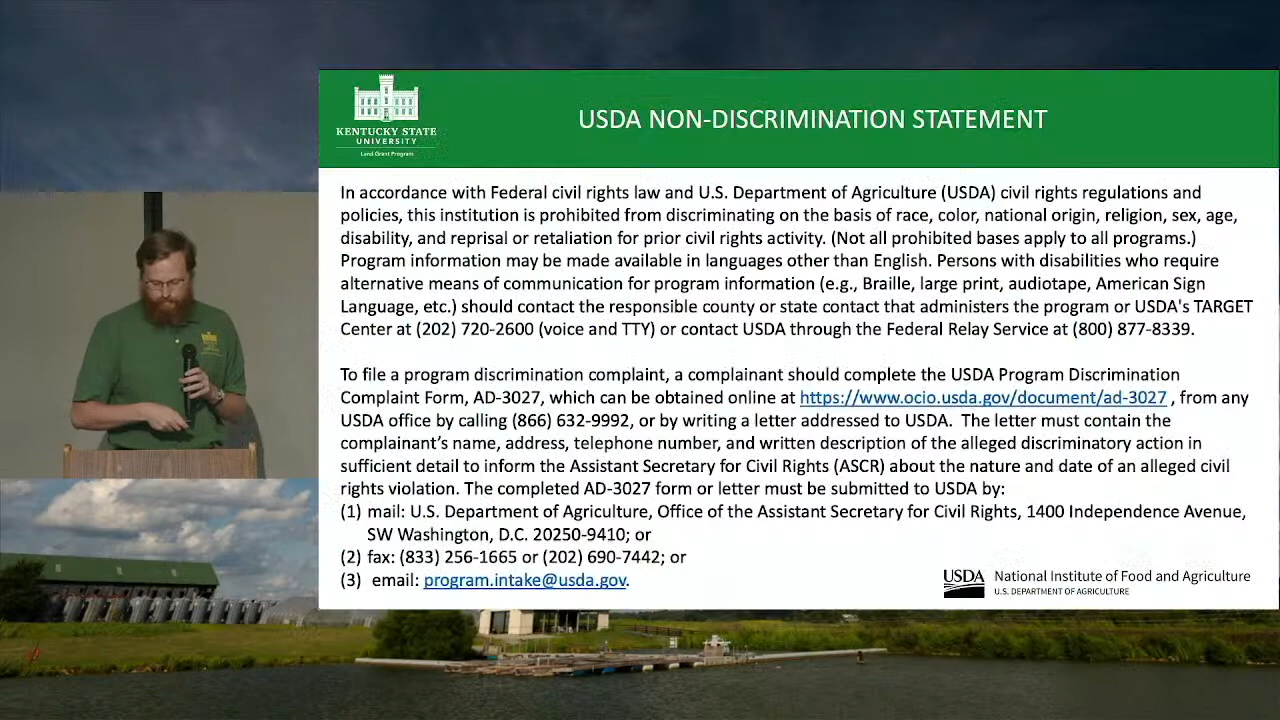 KENTUCKY STATE
UNIVERSITY
Land Grant Program
USDA NON-DISCRIMINATION STATEMENT
In accordance with Federal civil rights law and U.S. Department of Agriculture (USDA) civil rights regulations and
policies, this institution is prohibited from discriminating on the basis of race, color, national origin, religion, sex, age,
disability, and reprisal or retaliation for prior civil rights activity. (Not all prohibited bases apply to all programs.)
Program information may be made available in languages other than English. Persons with disabilities who require
alternative means of communication for program information (e.g., Braille, large print, audiotape, American Sign
Language, etc.) should contact the responsible county or state contact that administers the program or USDA's TARGET
Center at (202) 720-2600 (voice and TTY) or contact USDA through the Federal Relay Service at (800) 877-8339.
To file a program discrimination complaint, a complainant should complete the USDA Program Discrimination
Complaint Form, AD-3027, which can be obtained online at https://www.ocio.usda.gov/document/ad-3027 , from any
USDA office by calling (866) 632-9992, or by writing a letter addressed to USDA. The letter must contain the
complainant’s name, address, telephone number, and written description of the alleged discriminatory action in
sufficient detail to inform the Assistant Secretary for Civil Rights (ASCR) about the nature and date of an alleged civil
rights violation. The completed AD-3027 form or letter must be submitted to USDA by:
(1) mail: U.S. Department of Agriculture, Office of the Assistant Secretary for Civil Rights, 1400 Independence Avenue,
SW Washington, D.C. 20250-9410; or
(2) fax: (833) 256-1665 or (202) 690-7442; or
(3) email: program.intake@usda.gov.
USDA National Institute of Food and Agriculture
U.S. DEPARTMENT OF AGRICULTURE